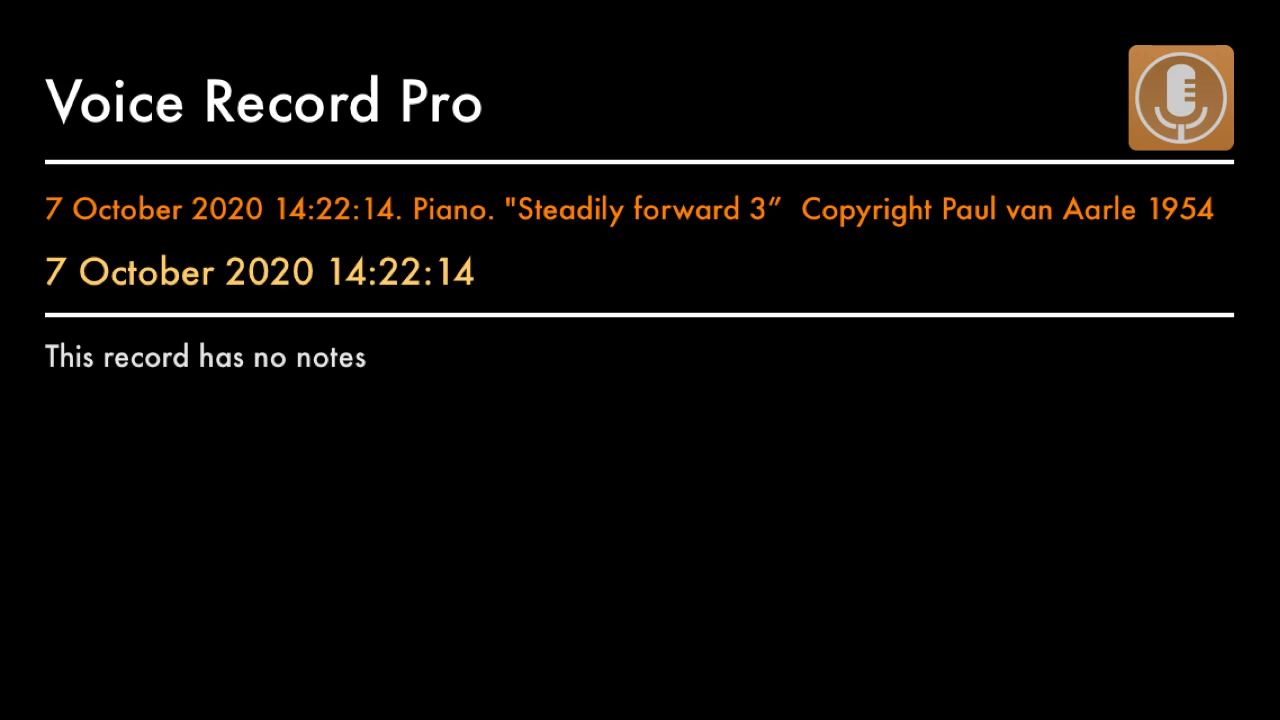 Voice Record Pro
7 October 2020 14:22:14. Piano. "Steadily forward 3”  Copyright Paul van Aarle 1954
7 October 2020 14:22:14
This record has no notes